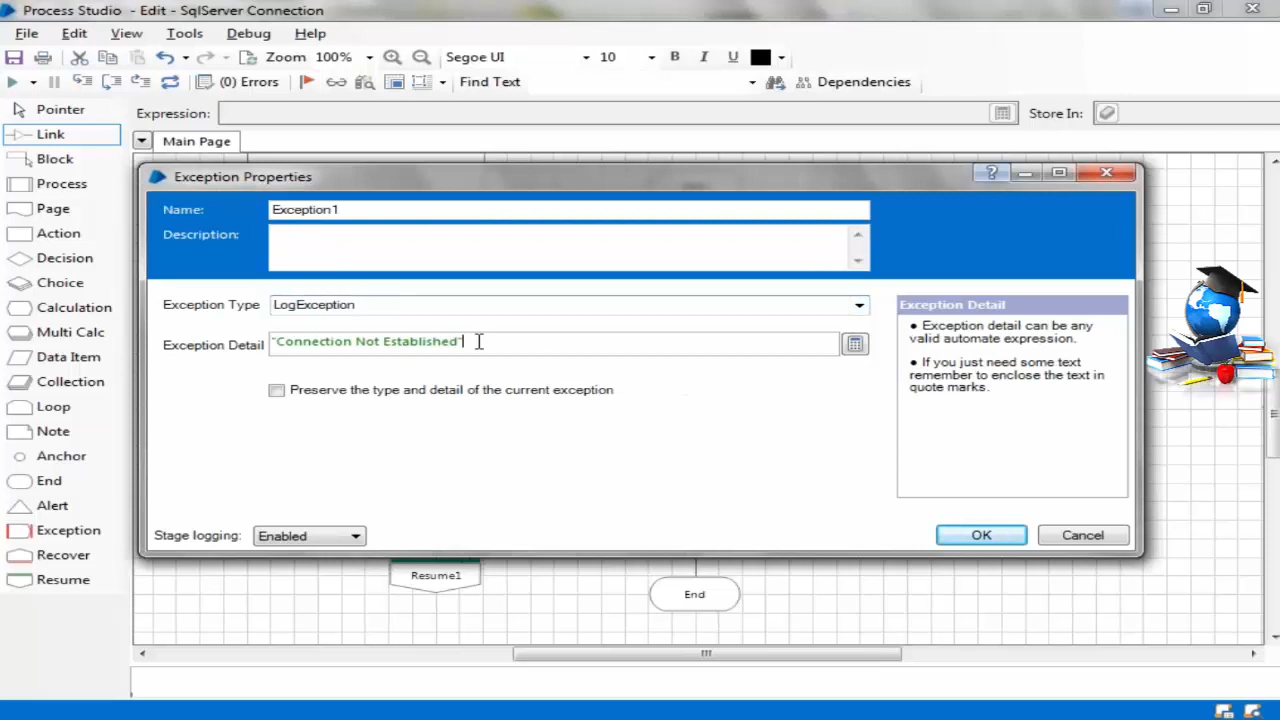 Process Studio - Edit - SqlServer Connection
File Edit View Tools Debug Help
Zoom 100% Segoe UI 10 B I U
(0) Errors Find Text Dependencies
Expression: Store In:
Main Page
Pointer
Link
Block
Process
Page
Action
Decision
Choice
Calculation
Multi Calc
Data Item
Collection
Loop
Note
Anchor
End
Alert
Exception
Recover
Resume
Exception Properties
?
Name: Exception1
Description:
Exception Type LogException
Exception Detail "Connection Not Established"
Preserve the type and detail of the current exception
Exception Detail
• Exception detail can be any
valid automate expression.
• If you just need some text
remember to enclose the text in
quote marks.
Stage logging: Enabled
OK Cancel
Resume1
End